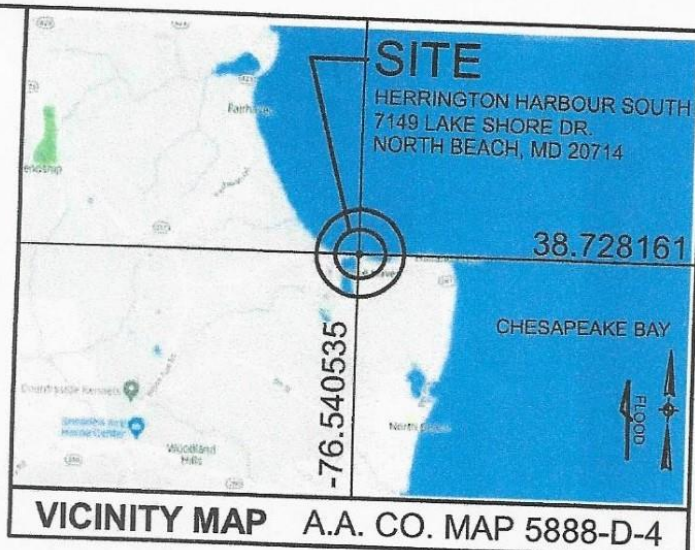 SITE
HERRINGTON HARBOUR SOUTH
7149 LAKE SHORE DR.
NORTH BEACH, MD 20714
Fairhaven
38.728161
-76.540535
CHESAPEAKE BAY
FLOOD
North Beach
Woodland
Hills
VICINITY MAP A.A. CO. MAP 5888-D-4